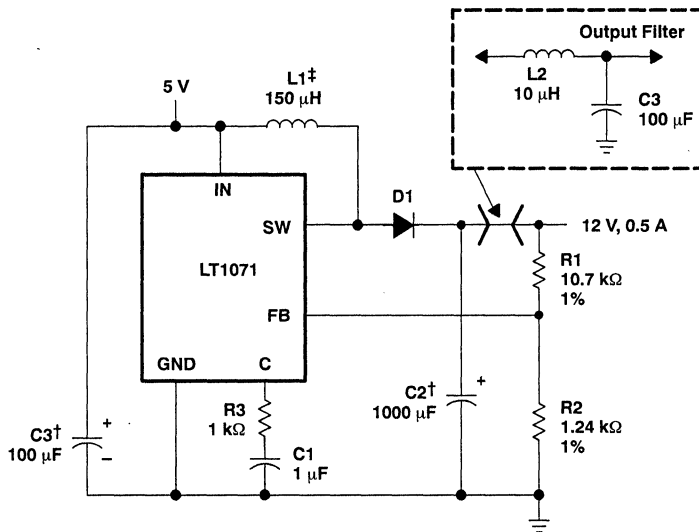 Output Filter
L2
10 μH
C3
100 μF
L1‡
150 μH
5 V
IN
D1
SW
12 V, 0.5 A
LT1071
R1
10.7 kΩ
1%
FB
GND
C
C2†
1000 μF
+
R3
1 kΩ
R2
1.24 kΩ
1%
C3†
100 μF
+
–
C1
1 μF